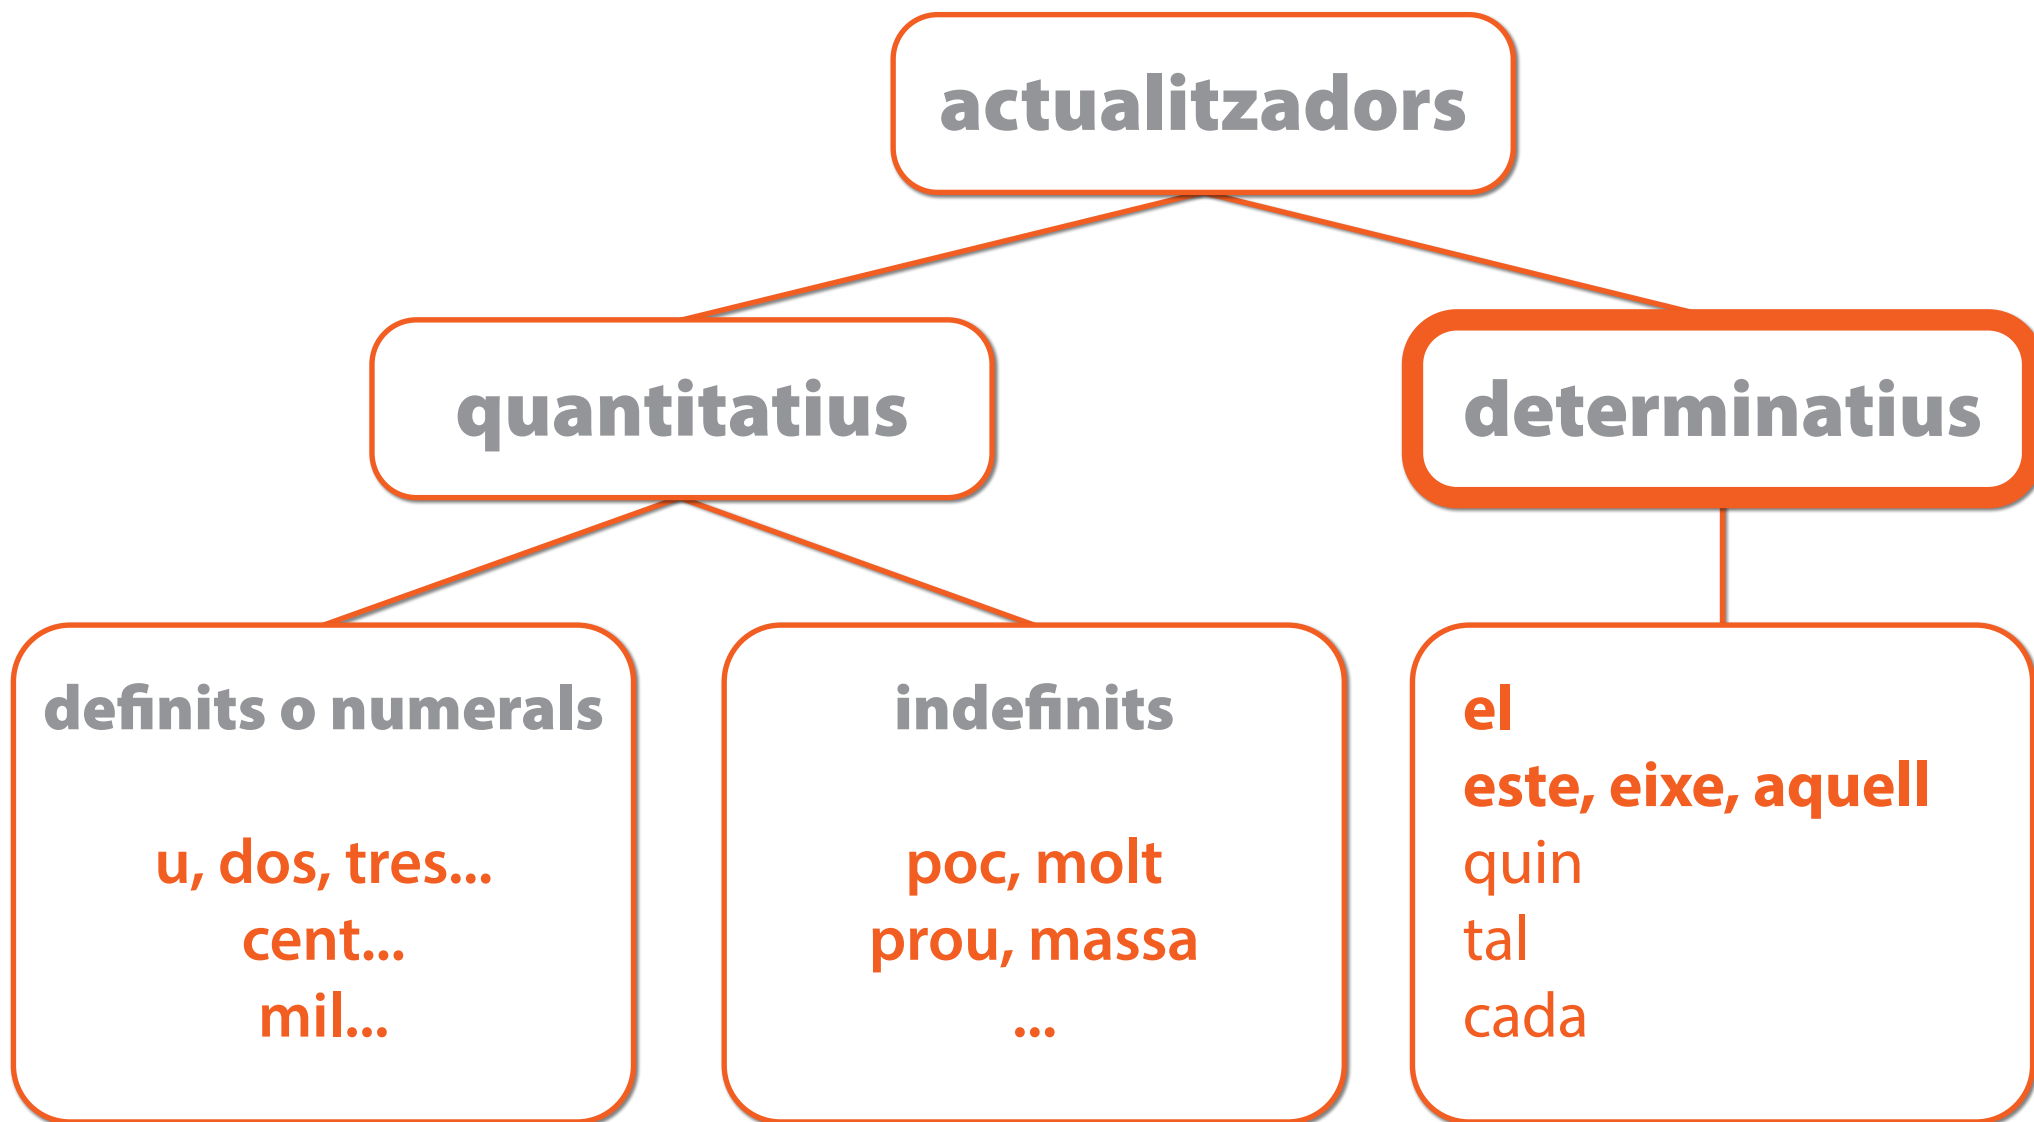 actualitzadors
quantitatius
determinatius
definits o numerals
u, dos, tres...
cent...
mil...
indefinits
poc, molt
prou, massa
...
el
este, eixe, aquell
quin
tal
cada